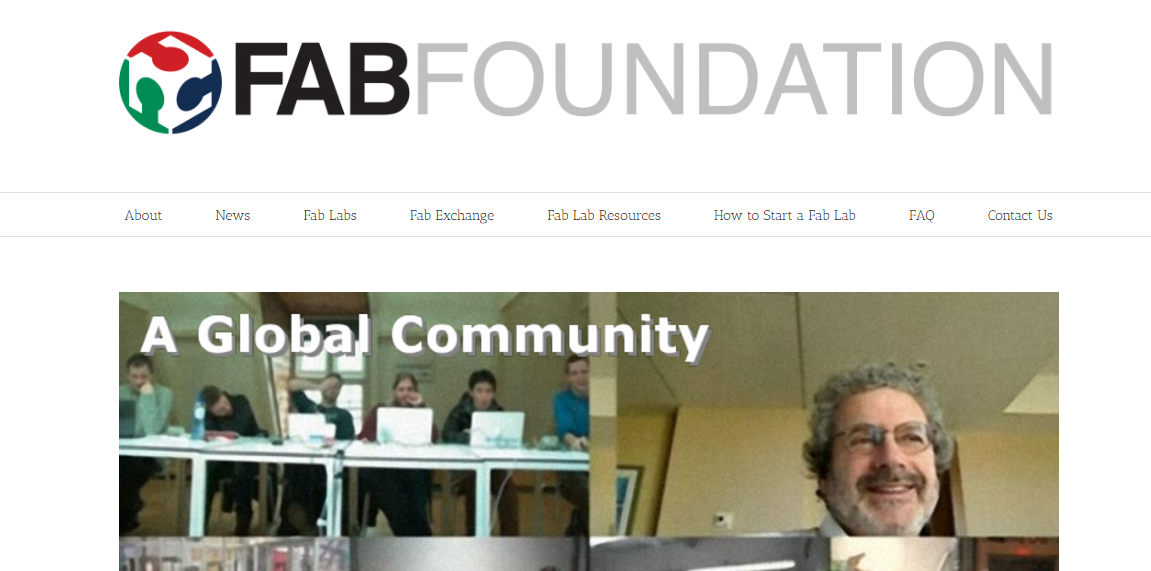 FABFOUNDATION
About News Fab Labs Fab Exchange Fab Lab Resources How to Start a Fab Lab FAQ Contact Us
A Global Community